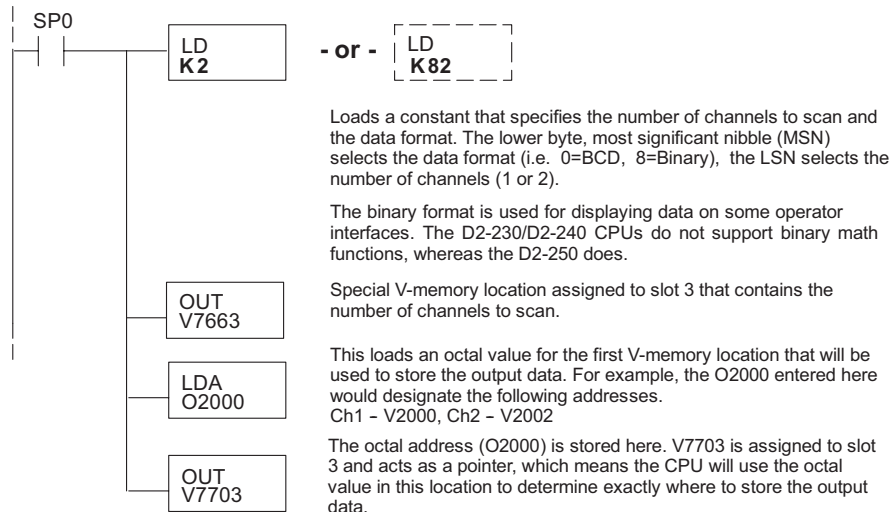 SP0
LD
K2
- or -
LD
K82
Loads a constant that specifies the number of channels to scan and
the data format. The lower byte, most significant nibble (MSN)
selects the data format (i.e. 0=BCD, 8=Binary), the LSN selects the
number of channels (1 or 2).
The binary format is used for displaying data on some operator
interfaces. The D2-230/D2-240 CPUs do not support binary math
functions, whereas the D2-250 does.
OUT
V7663
Special V-memory location assigned to slot 3 that contains the
number of channels to scan.
LDA
O2000
This loads an octal value for the first V-memory location that will be
used to store the output data. For example, the O2000 entered here
would designate the following addresses.
Ch1 – V2000, Ch2 – V2002
OUT
V7703
The octal address (O2000) is stored here. V7703 is assigned to slot
3 and acts as a pointer, which means the CPU will use the octal
value in this location to determine exactly where to store the output
data.